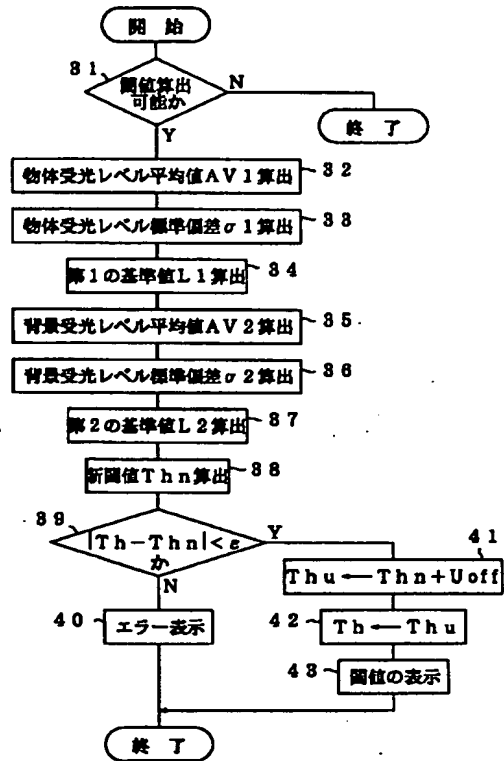 開 始
31
閾値算出
可能か
N
終 了
Y
物体受光レベル平均値AV1算出
32
物体受光レベル標準偏差σ1算出
33
第1の基準値L1算出
34
背景受光レベル平均値AV2算出
35
背景受光レベル標準偏差σ2算出
36
第2の基準値L2算出
37
新閾値Thn算出
38
39
|Th-Thn|<ε
か
Y
N
41
Thu←Thn+Uoff
40
エラー表示
42
Th←Thu
43
閾値の表示
終 了